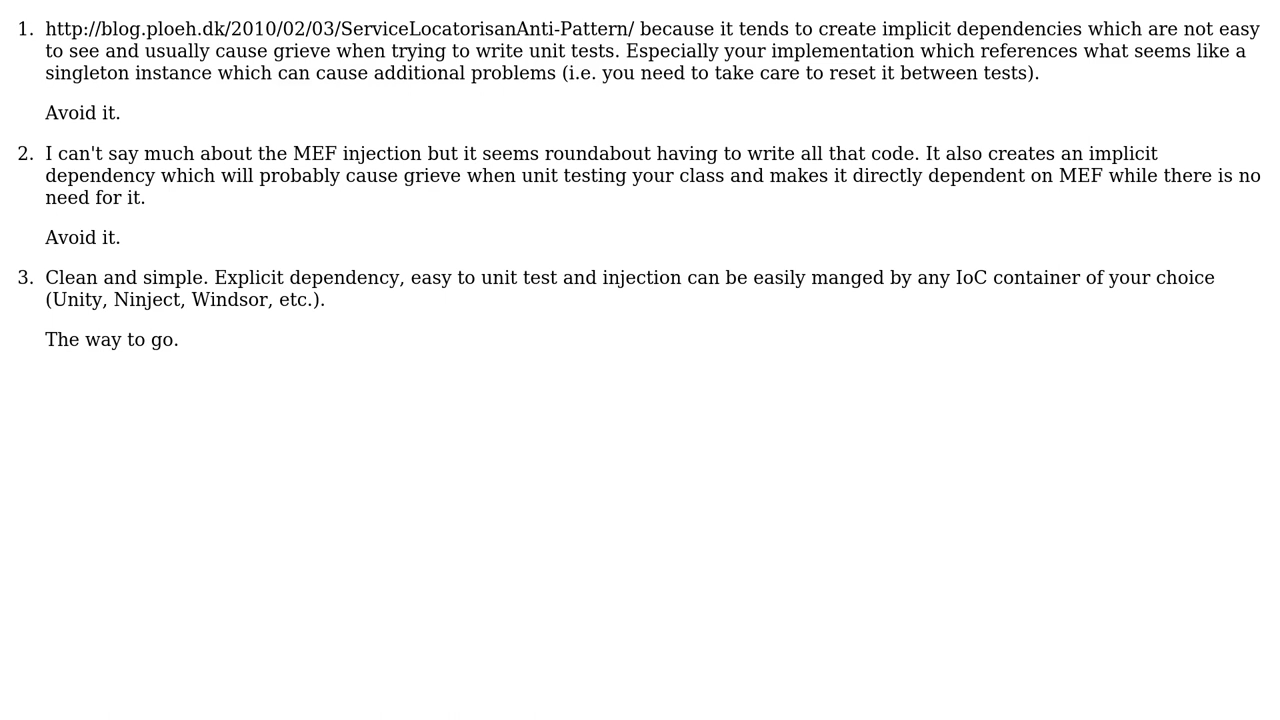 1. http://blog.ploeh.dk/2010/02/03/ServiceLocatorisanAnti-Pattern/ because it tends to create implicit dependencies which are not easy
to see and usually cause grieve when trying to write unit tests. Especially your implementation which references what seems like a
singleton instance which can cause additional problems (i.e. you need to take care to reset it between tests).
Avoid it.
2. I can't say much about the MEF injection but it seems roundabout having to write all that code. It also creates an implicit
dependency which will probably cause grieve when unit testing your class and makes it directly dependent on MEF while there is no
need for it.
Avoid it.
3. Clean and simple. Explicit dependency, easy to unit test and injection can be easily manged by any IoC container of your choice
(Unity, Ninject, Windsor, etc.).
The way to go.